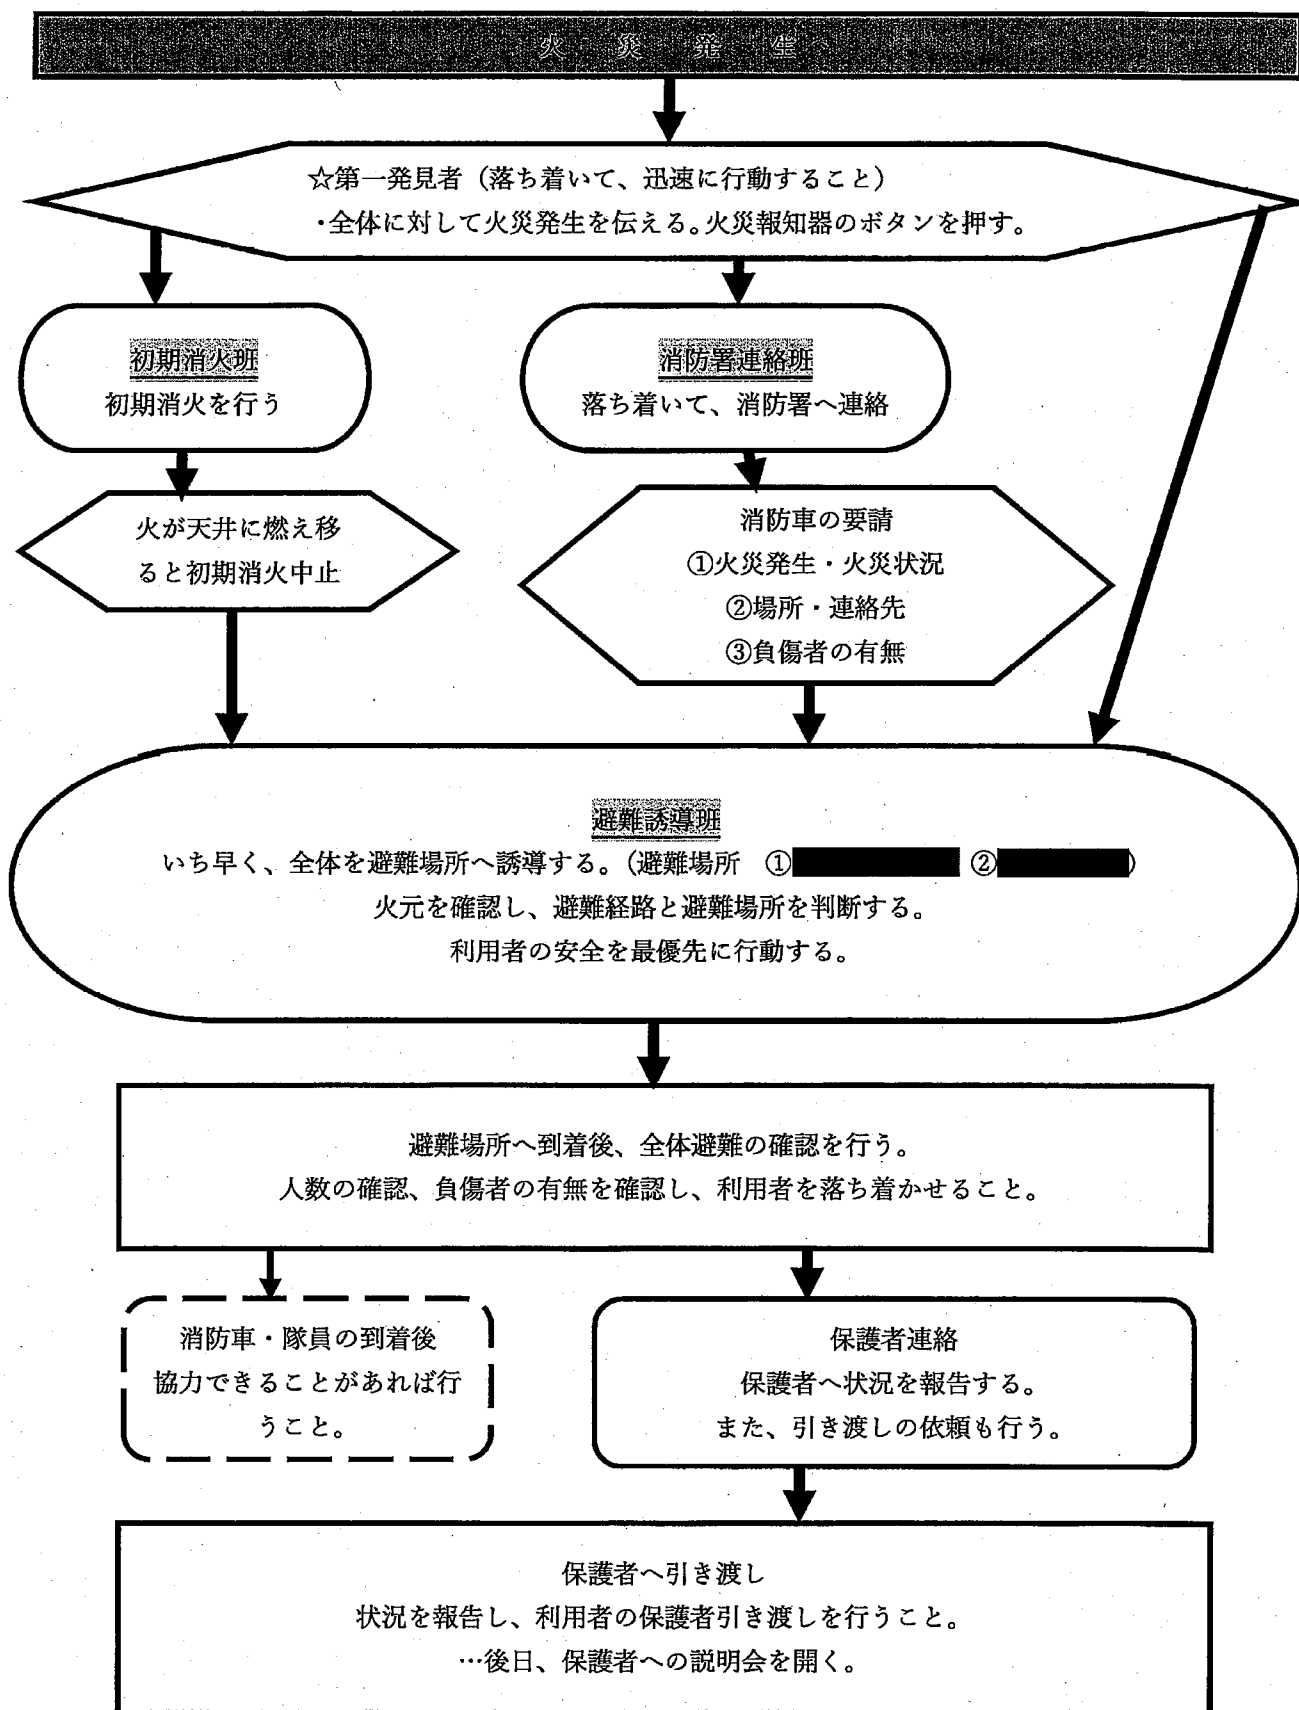 火災発生
☆第一発見者（落ち着いて、迅速に行動すること）
・全体に対して火災発生を伝える。火災報知器のボタンを押す。
初期消火班
初期消火を行う
消防署連絡班
落ち着いて、消防署へ連絡
火が天井に燃え移
ると初期消火中止
消防車の要請
①火災発生・火災状況
②場所・連絡先
③負傷者の有無
避難誘導班
いち早く、全体を避難場所へ誘導する。（避難場所　① ②）
火元を確認し、避難経路と避難場所を判断する。
利用者の安全を最優先に行動する。
避難場所へ到着後、全体避難の確認を行う。
人数の確認、負傷者の有無を確認し、利用者を落ち着かせること。
消防車・隊員の到着後
協力できることがあれば行
うこと。
保護者連絡
保護者へ状況を報告する。
また、引き渡しの依頼も行う。
保護者へ引き渡し
状況を報告し、利用者の保護者引き渡しを行うこと。
…後日、保護者への説明会を開く。